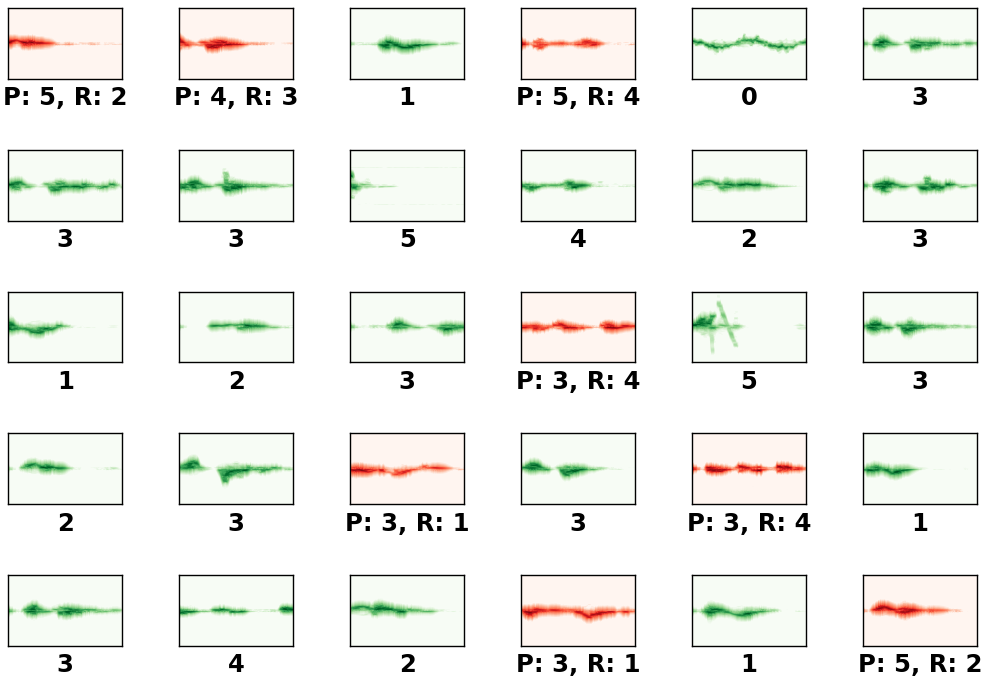 P: 5, R: 2 P: 4, R: 3 1 P: 5, R: 4 0 3
3 3 5 4 2 3
1 2 3 P: 3, R: 4 5 3
2 3 P: 3, R: 1 3 P: 3, R: 4 1
3 4 2 P: 3, R: 1 1 P: 5, R: 2